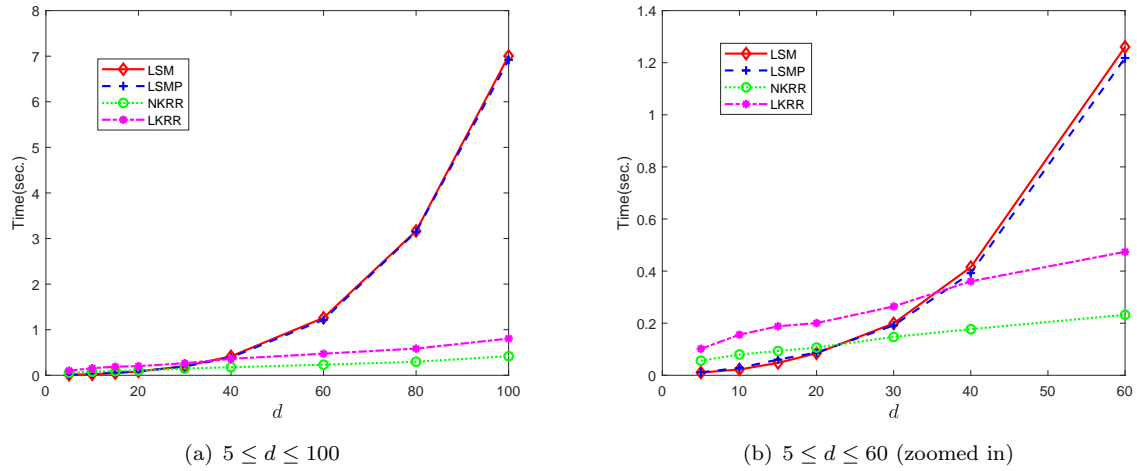 8
7
6
5
4
3
2
1
0
Time(sec.)
LSM
LSMP
NKRR
LKRR
0 20 40 60 80 100
d
(a) 5 ≤ d ≤ 100
1.4
1.2
1
0.8
0.6
0.4
0.2
0
Time(sec.)
LSM
LSMP
NKRR
LKRR
0 10 20 30 40 50 60
d
(b) 5 ≤ d ≤ 60 (zoomed in)